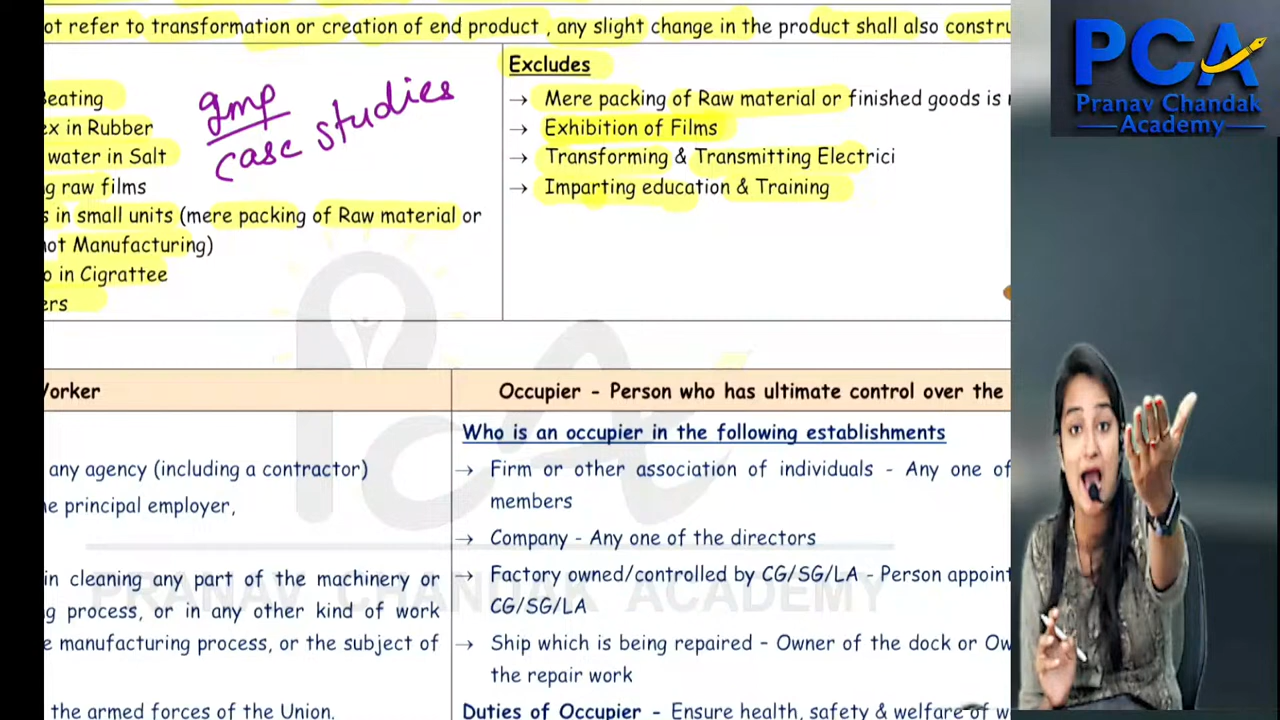 ot refer to transformation or creation of end product , any slight change in the product shall also constru
Beating
ex in Rubber
water in Salt
g raw films
s in small units (mere packing of Raw material or
not Manufacturing)
o in Cigrattee
ers
gmp
case studies
Excludes
→ Mere packing of Raw material or finished goods is
→ Exhibition of Films
→ Transforming & Transmitting Electrici
→ Imparting education & Training
Worker
any agency (including a contractor)
e principal employer,
in cleaning any part of the machinery or
g process, or in any other kind of work
e manufacturing process, or the subject of
the armed forces of the Union.
Occupier - Person who has ultimate control over the
Who is an occupier in the following establishments
→ Firm or other association of individuals - Any one of
members
→ Company - Any one of the directors
→ Factory owned/controlled by CG/SG/LA - Person appoint
CG/SG/LA
→ Ship which is being repaired - Owner of the dock or Ow
the repair work
Duties of Occupier - Ensure health, safety & welfare of w
PRANAV CHANDAK ACADEMY
PCA
Pranav Chandak
Academy